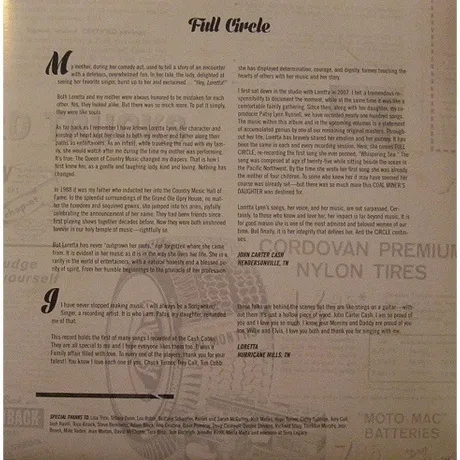 Full Circle
My mother, during her comedy act, used to tell a story of an encounter
with a delirious, overwhelmed fan. In her tale, the lady, delighted at
seeing her favorite singer, burst up to her and exclaimed... "Hey, Loretta!"
Both Loretta and my mother were always honored to be mistaken for each
other. Yes, they looked alike. But there was so much more. To put it simply,
they were like souls.
As far back as I remember I have known Loretta Lynn. Her character and
kinship of heart kept her close to both my mother and father along their
paths as entertainers. As an infant, while traveling the road with my family,
she would watch after me during the time my mother was performing.
It's true: The Queen of Country Music changed my diapers. That is how I
first knew her, as a gentle and laughing lady, kind and loving. Nothing has
changed.
In 1988 it was my father who inducted her into the Country Music Hall of
Fame. In the splendid surroundings of the Grand Ole Opry House, no matter
the tuxedoes and sequined gowns, she jumped into his arms, joyfully
celebrating the announcement of her name. They had been friends since
first playing shows together decades before. Now they were both enshrined
herein in our holy temple of music—rightfully so.
But Loretta has never "outgrown her roots," nor forgotten where she came
from. It is evident in her music as it is in the way she lives her life. She is a
rarity in the world of entertainers, with a natural honesty and a blessed purity
of spirit. From her humble beginnings to the pinnacle of her profession
she has displayed determination, courage, and dignity, forever touching the
hearts of others with her music and her story.
I first sat down in the studio with Loretta in 2007. I felt a tremendous responsibility
to document the moment, while at the same time it was like a
comfortable family gathering. Since then, along with her daughter, my co-
producer Patsy Lynn Russell, we have recorded nearly one hundred songs.
The music within this album and in the upcoming volumes is a statement
of accumulated genius by one of our remaining original masters. Throughout
her life, Loretta has bravely shared her emotion and her journey. It has
been the same in each and every recording session. Here, she comes FULL
CIRCLE, re-recording the first song she ever penned, "Whispering Sea." The
song was composed at age of twenty-five while sitting beside the ocean in
the Pacific Northwest. By the time she wrote her first song she was already
the mother of four children. To some who knew her it may have seemed her
course was already set—but there was so much more this COAL MINER'S
DAUGHTER was destined for.
Loretta Lynn's songs, her voice, and her music, are not surpassed. Certainly,
to those who know and love her, her impact is far beyond music. It is
for good reason she is one of the most admired and beloved women of our
time. But finally, it is her integrity that defines her. And the CIRCLE continues.
JOHN CARTER CASH
HENDERSONVILLE, TN
CORDOVAN PREMIUM
NYLON TIRES
I have never stopped making music. I will always be a Songwriter,
Singer, a recording artist. It is who I am. Patsy, my daughter, reminded
me of that.
This record holds the first of many songs I recorded at the Cash Cabin.
They are all special to me and I hope everyone likes them too. It was a
Family affair filled with love. To every one of the players; thank you for your
talent! You know I love each one of you. Chuck Turner, Trey Call, Jim Cobb:
these folks work behind the scenes but they are like strings on a guitar—without
them it's just a hollow piece of wood. John Carter Cash, I am so proud
of you and I love you so much. I know your Mommy and Daddy are proud of you
too. Willie and Elvis, I love you both and thank you for singing with me.
LORETTA
HURRICANE MILLS, TN
SPECIAL THANKS TO
MOTO-MAC
BATTERIES
BACK